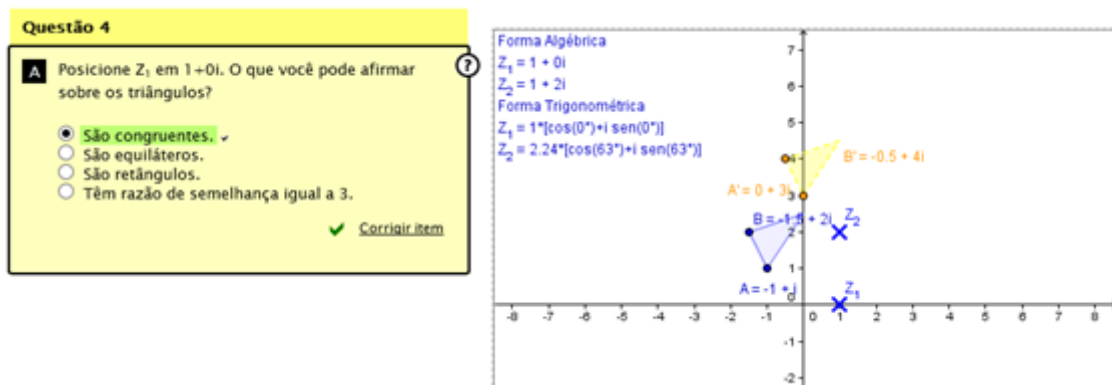 Questão 4
A Posicione Z₁ em 1+0i. O que você pode afirmar
sobre os triângulos?
São congruentes.
São equiláteros.
São retângulos.
Têm razão de semelhança igual a 3.
Corrigir item
?
Forma Algébrica
Z₁ = 1 + 0i
Z₂ = 1 + 2i
Forma Trigonométrica
Z₁ = 1*[cos(0°)+i sen(0°)]
Z₂ = 2.24*[cos(63°)+i sen(63°)]
B' = -0.5 + 4i
A' = 0 + 3i
B = -1.5 + 2i
Z₂
A = -1 + i
Z₁
7
6
5
4
3
2
1
0
-8 -7 -6 -5 -4 -3 -2 -1 0 1 2 3 4 5 6 7 8
-1
-2